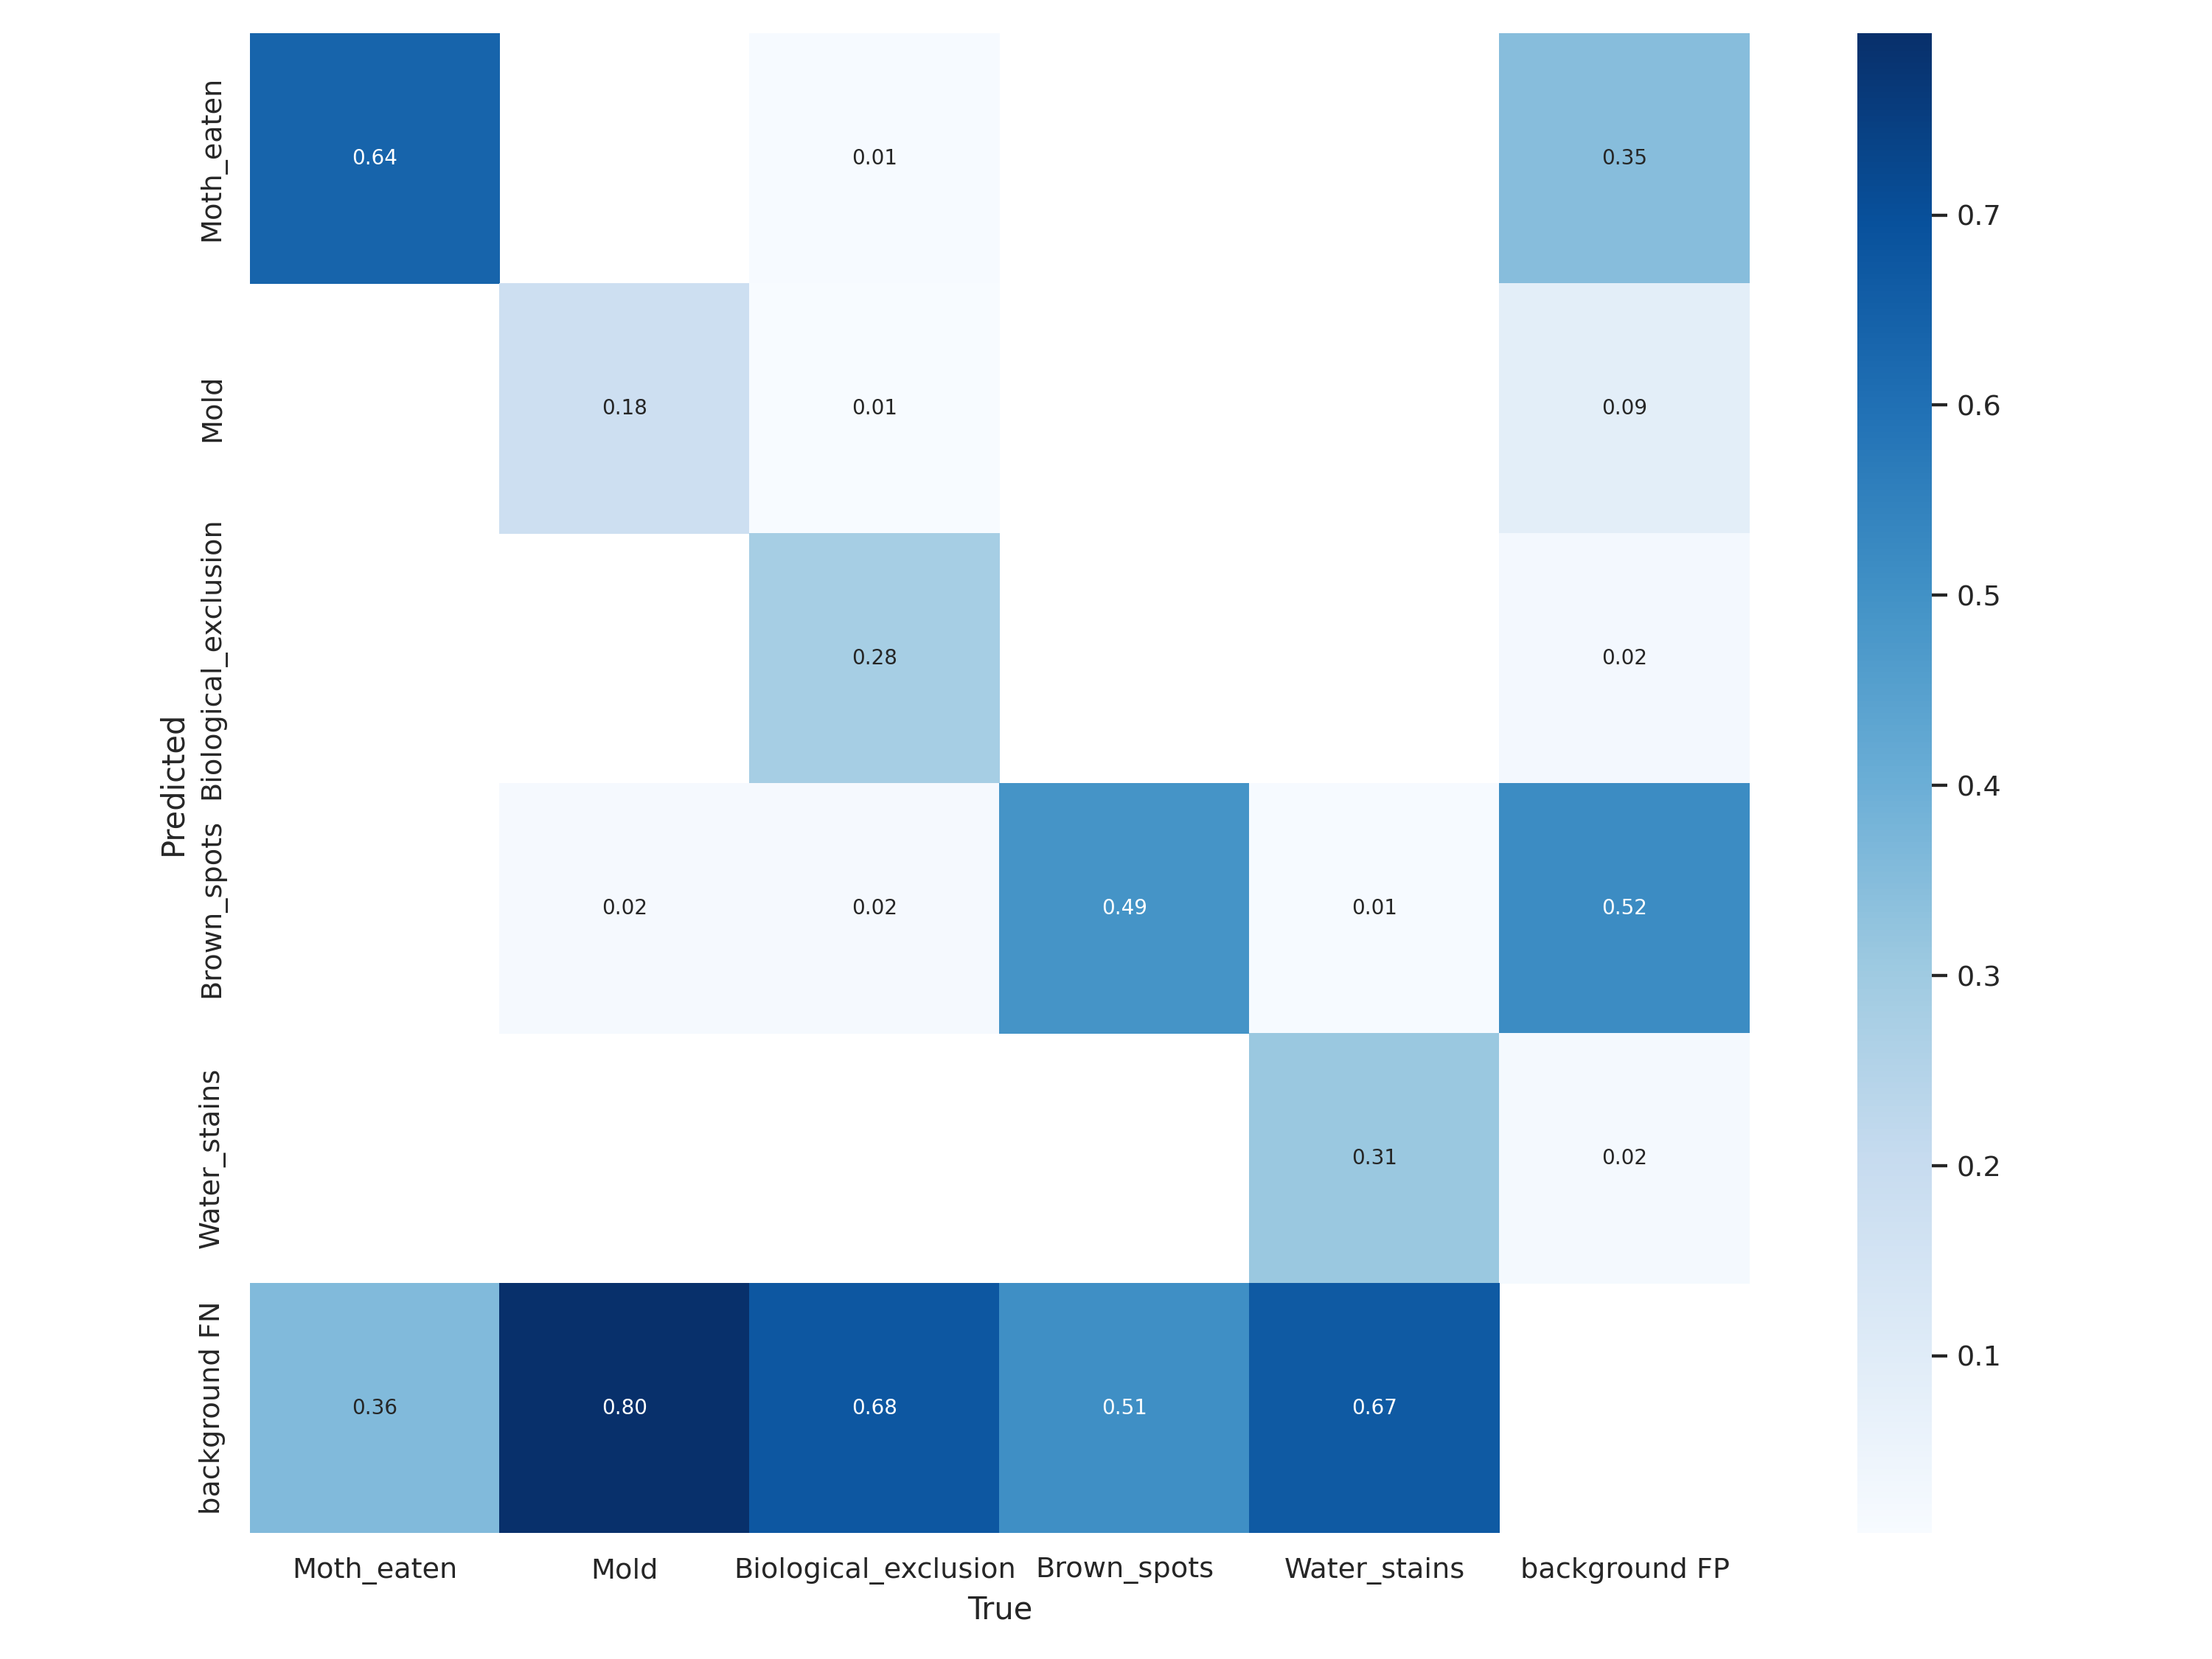 Predicted
Moth_eaten
0.64
0.01
0.35
0.7
Mold
0.18
0.01
0.09
0.6
Biological_exclusion
0.28
0.02
0.5
0.4
Brown_spots
0.02
0.02
0.49
0.01
0.52
0.3
Water_stains
0.31
0.02
0.2
background FN
0.36
0.80
0.68
0.51
0.67
0.1
Moth_eaten
Mold
Biological_exclusion
Brown_spots
Water_stains
background FP
True